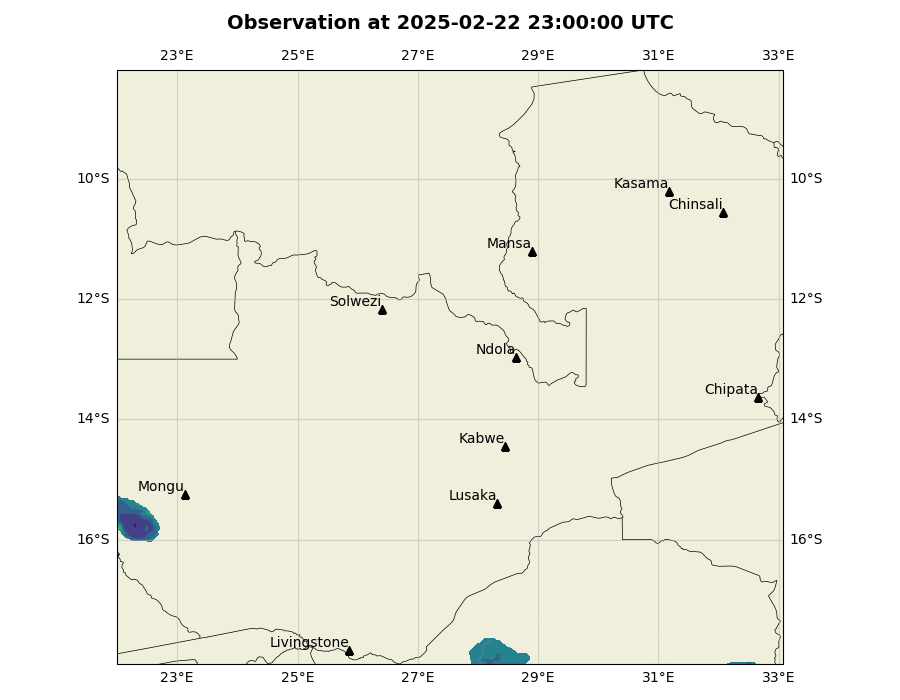 Observation at 2025-02-22 23:00:00 UTC
23°E 25°E 27°E 29°E 31°E 33°E
10°S 10°S
Kasama
Chinsali
Mansa
12°S 12°S
Solwezi
Ndola
Chipata
14°S 14°S
Kabwe
Mongu
Lusaka
16°S 16°S
Livingstone
23°E 25°E 27°E 29°E 31°E 33°E